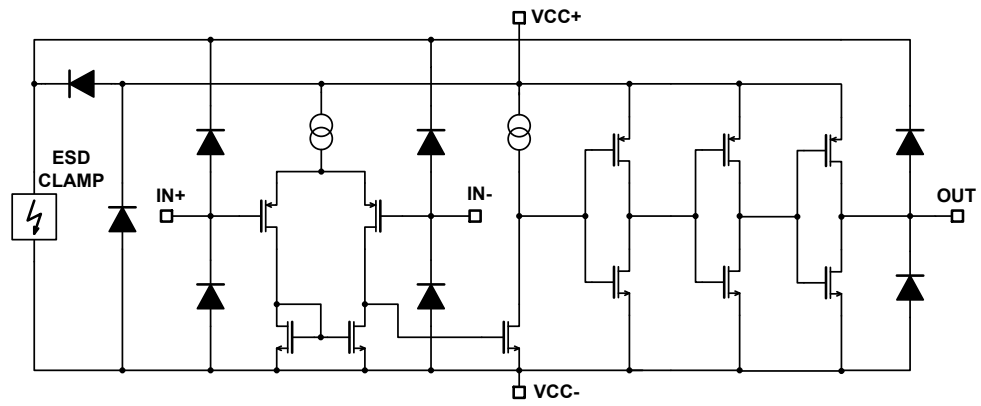 VCC+
ESD
CLAMP
IN+
IN-
OUT
VCC-